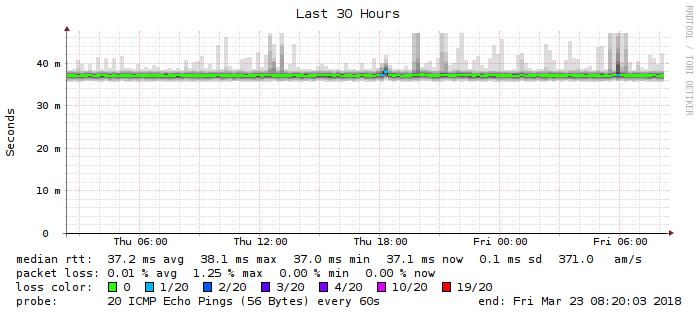 Last 30 Hours
RRDTOOL / TOBI OETIKER
Seconds
40 m
30 m
20 m
10 m
0
Thu 06:00 Thu 12:00 Thu 18:00 Fri 00:00 Fri 06:00
median rtt: 37.2 ms avg 38.1 ms max 37.0 ms min 37.1 ms now 0.1 ms sd 371.0 am/s
packet loss: 0.01 % avg 1.25 % max 0.00 % min 0.00 % now
loss color: 0 1/20 2/20 3/20 4/20 10/20 19/20
probe: 20 ICMP Echo Pings (56 Bytes) every 60s end: Fri Mar 23 08:20:03 2018